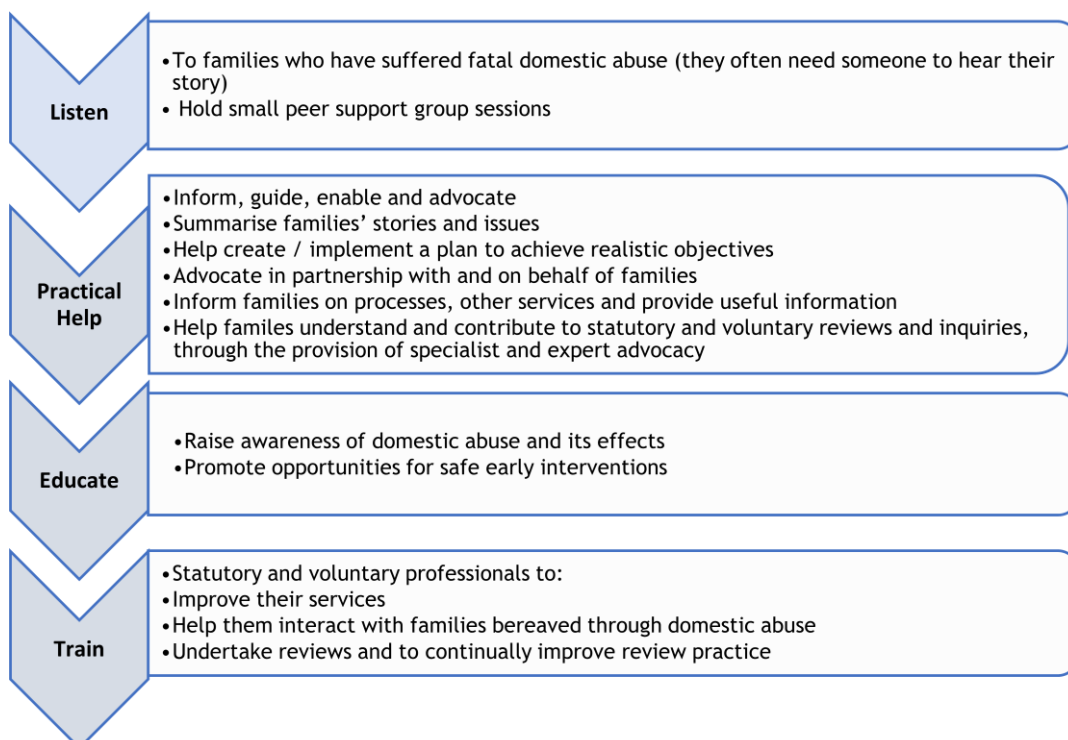 Listen
•To families who have suffered fatal domestic abuse (they often need someone to hear their
story)
• Hold small peer support group sessions
Practical
Help
•Inform, guide, enable and advocate
•Summarise families’ stories and issues
•Help create / implement a plan to achieve realistic objectives
•Advocate in partnership with and on behalf of families
•Inform families on processes, other services and provide useful information
•Help familes understand and contribute to statutory and voluntary reviews and inquiries,
through the provision of specialist and expert advocacy
Educate
•Raise awareness of domestic abuse and its effects
•Promote opportunities for safe early interventions
Train
•Statutory and voluntary professionals to:
•Improve their services
•Help them interact with families bereaved through domestic abuse
•Undertake reviews and to continually improve review practice